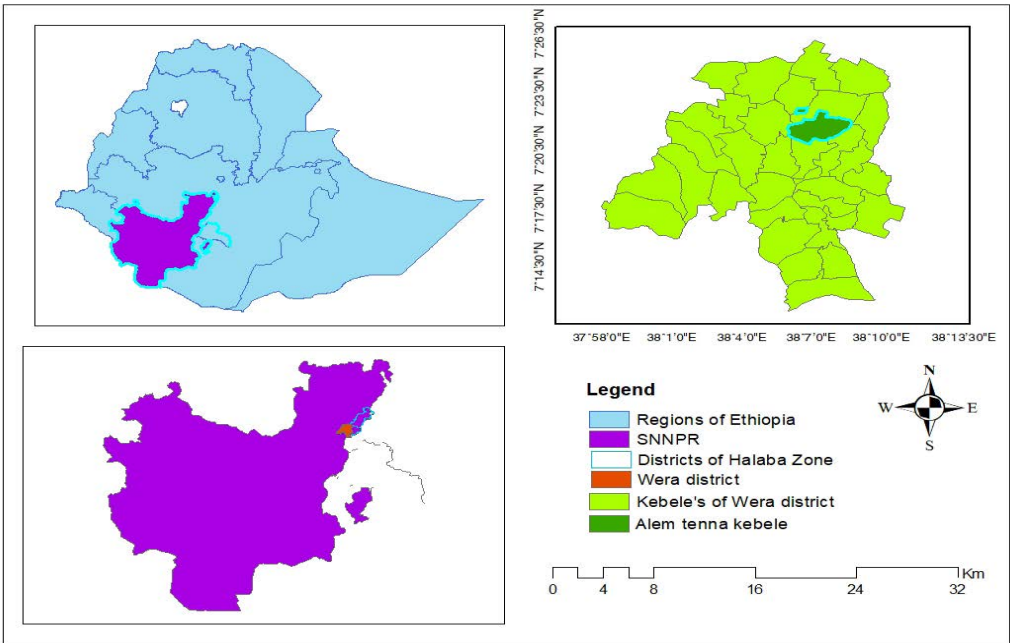 7°26'30"N
7°23'30"N
7°20'30"N
7°17'30"N
7°14'30"N
37°58'0"E 38°1'0"E 38°4'0"E 38°7'0"E 38°10'0"E 38°13'30"E
Legend
Regions of Ethiopia
SNNPR
Districts of Halaba Zone
Wera district
Kebele's of Wera district
Alem tenna kebele
N
W E
S
Km
0 4 8 16 24 32